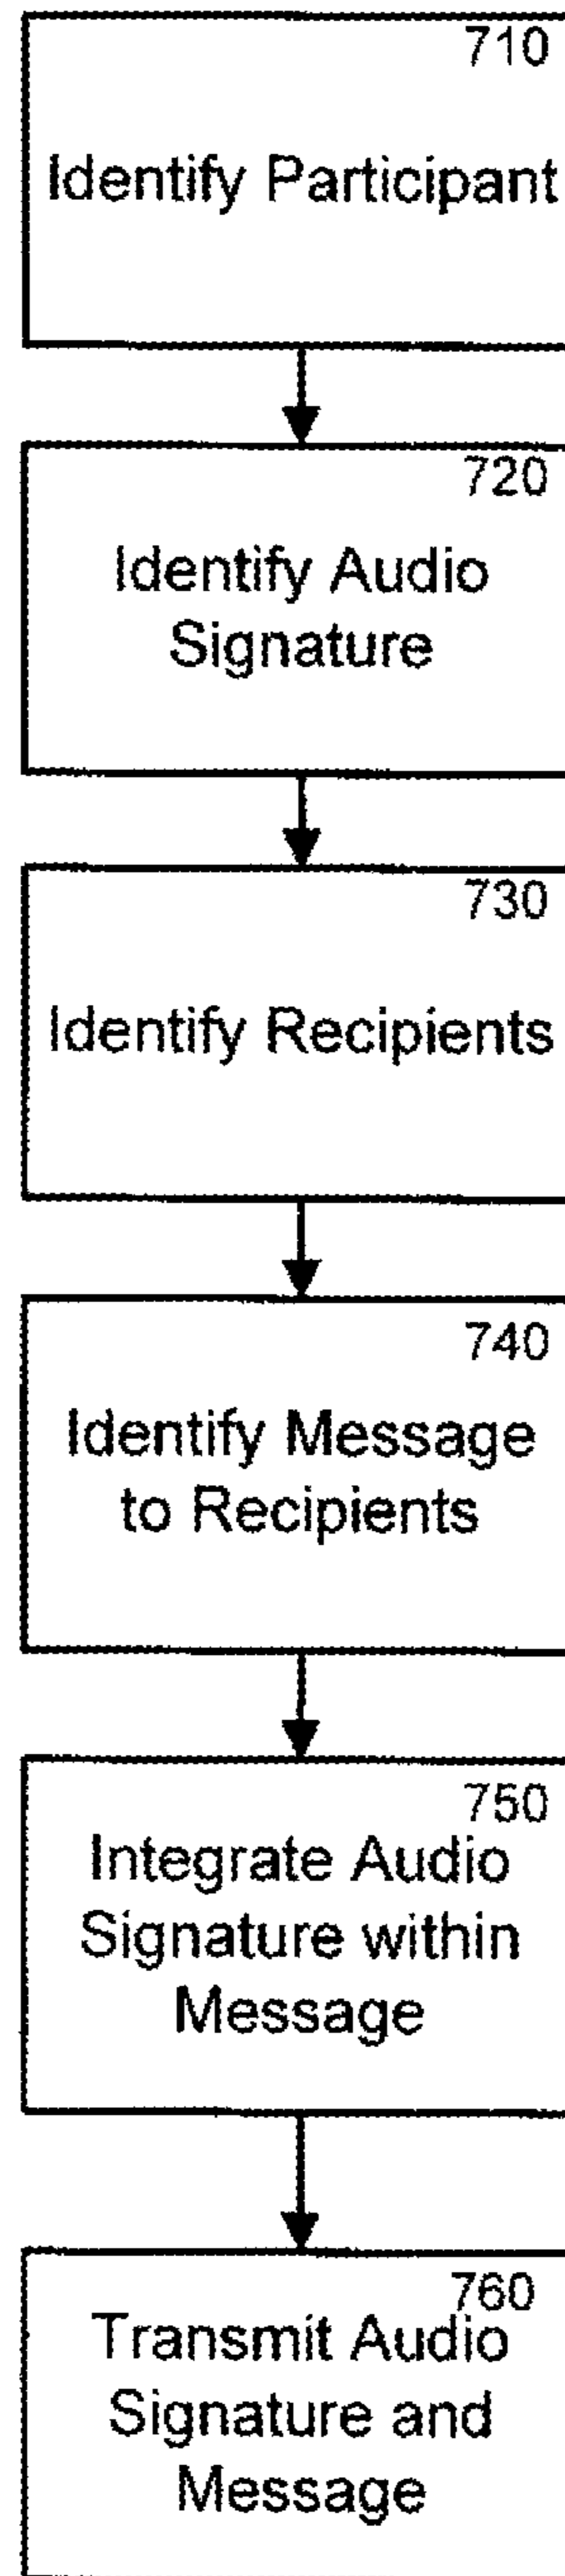 710
Identify Participant
720
Identify Audio
Signature
730
Identify Recipients
740
Identify Message
to Recipients
750
Integrate Audio
Signature within
Message
760
Transmit Audio
Signature and
Message